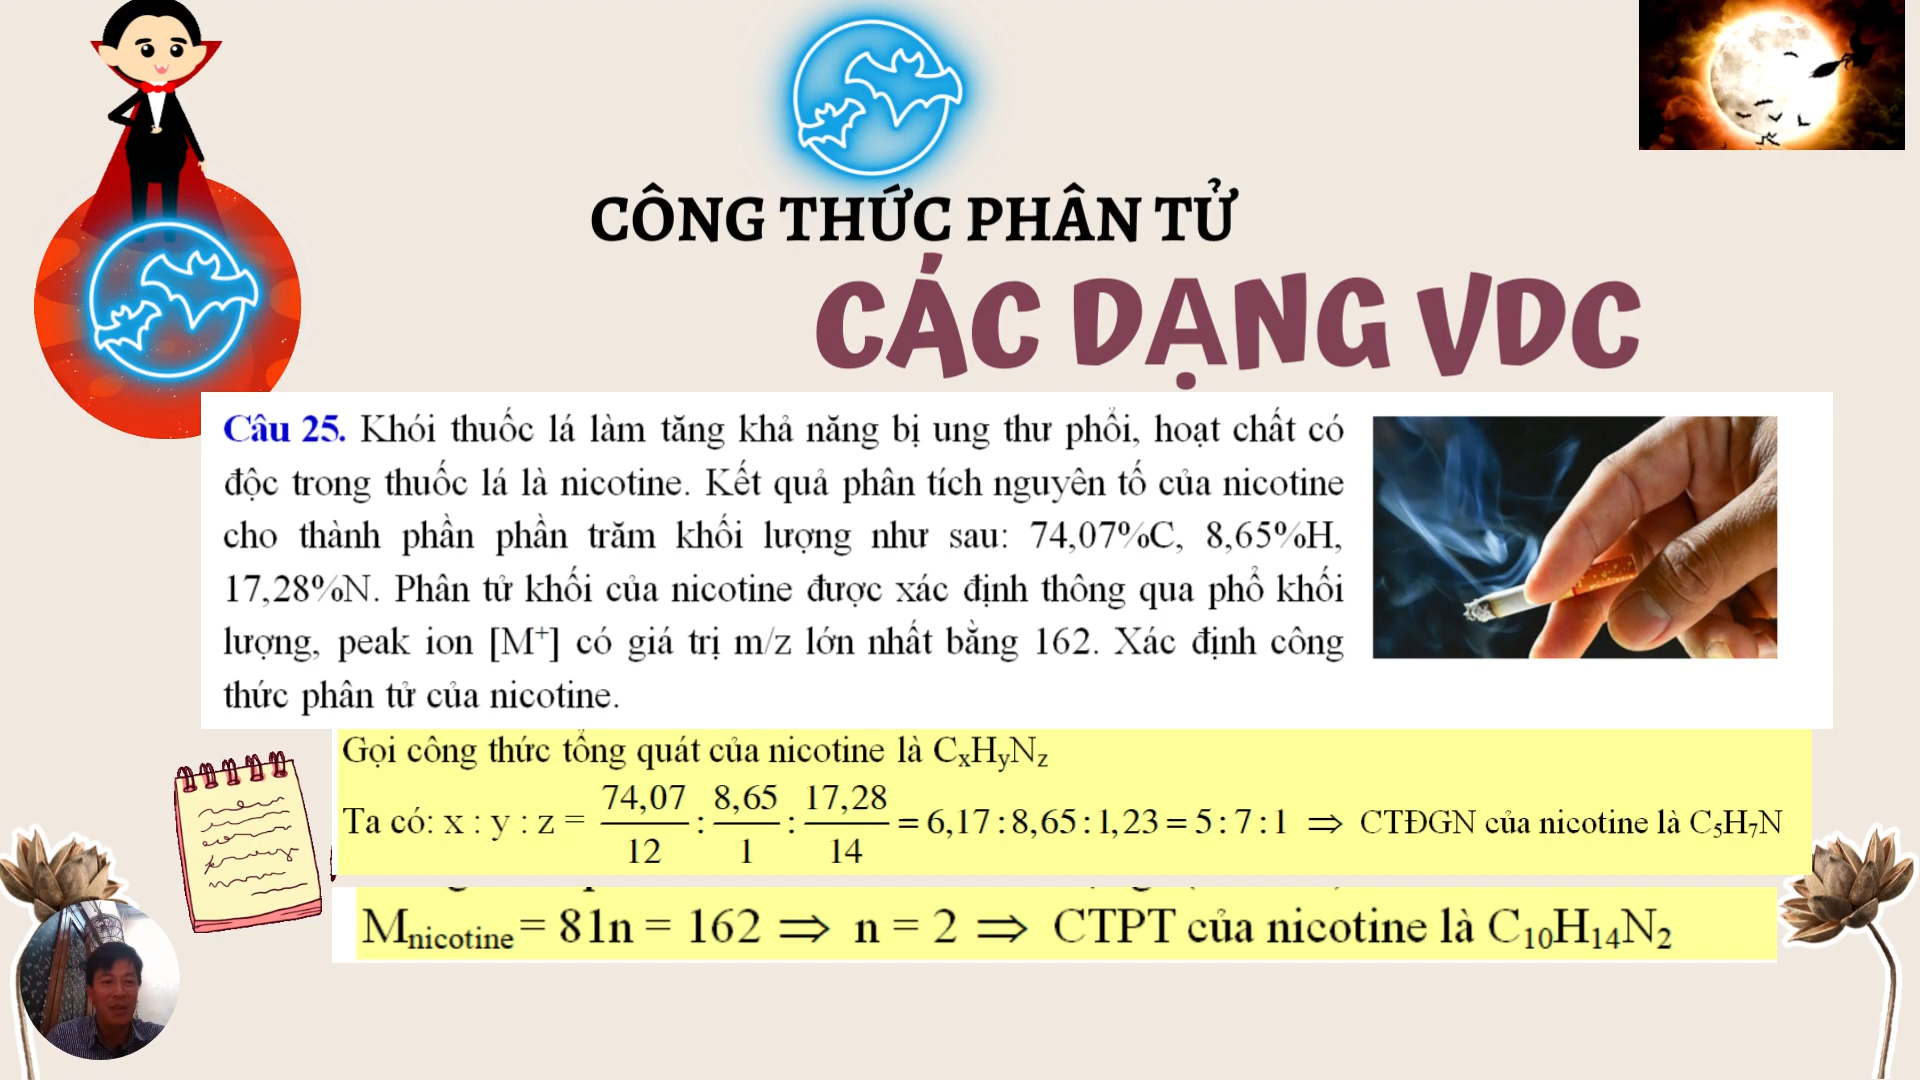 CÔNG THỨC PHÂN TỬ
CÁC DẠNG VDC
Câu 25. Khói thuốc lá làm tăng khả năng bị ung thư phổi, hoạt chất có
độc trong thuốc lá là nicotine. Kết quả phân tích nguyên tố của nicotine
cho thành phần phần trăm khối lượng như sau: 74,07%C, 8,65%H,
17,28%N. Phân tử khối của nicotine được xác định thông qua phổ khối
lượng, peak ion [M⁺] có giá trị m/z lớn nhất bằng 162. Xác định công
thức phân tử của nicotine.
Gọi công thức tổng quát của nicotine là CₓHᵧN_z
Ta có: x : y : z = 74,07/12 : 8,65/1 : 17,28/14 = 6,17 : 8,65 : 1,23 = 5 : 7 : 1 ⇒ CTĐGN của nicotine là C₅H₇N
M_nicotine = 81n = 162 ⇒ n = 2 ⇒ CTPT của nicotine là C₁₀H₁₄N₂